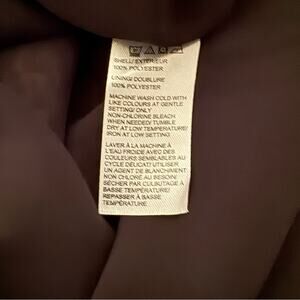 SHELL/ EXTÉRIEUR
100% POLYESTER
LINING/ DOUBLURE
100% POLYESTER
MACHINE WASH COLD WITH
LIKE COLOURS AT GENTLE
SETTING/ ONLY
NON-CHLORINE BLEACH
WHEN NEEDED/ TUMBLE
DRY AT LOW TEMPERATURE/
IRON AT LOW SETTING
LAVER À LA MACHINE À
L'EAU FROIDE AVEC DES
COULEURS SEMBLABLES AU
CYCLE DÉLICAT/ UTILISER
UN AGENT DE BLANCHIMENT
NON CHLORÉ AU BESOIN/
SÉCHER PAR CULBUTAGE À
BASSE TEMPÉRATURE/
REPASSER À BASSE
TEMPÉRATURE